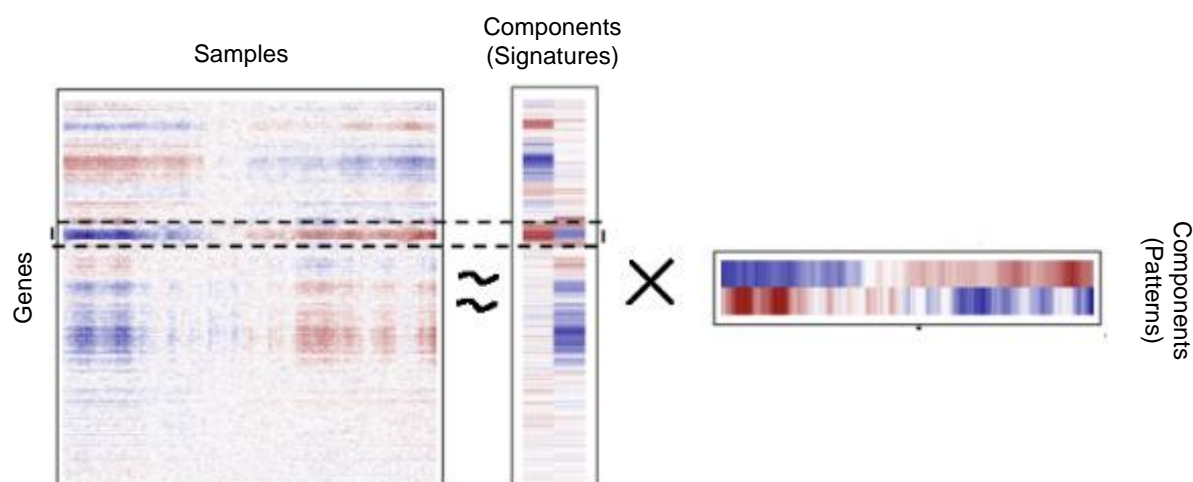 Samples
Components
(Signatures)
Genes
Components
(Patterns)